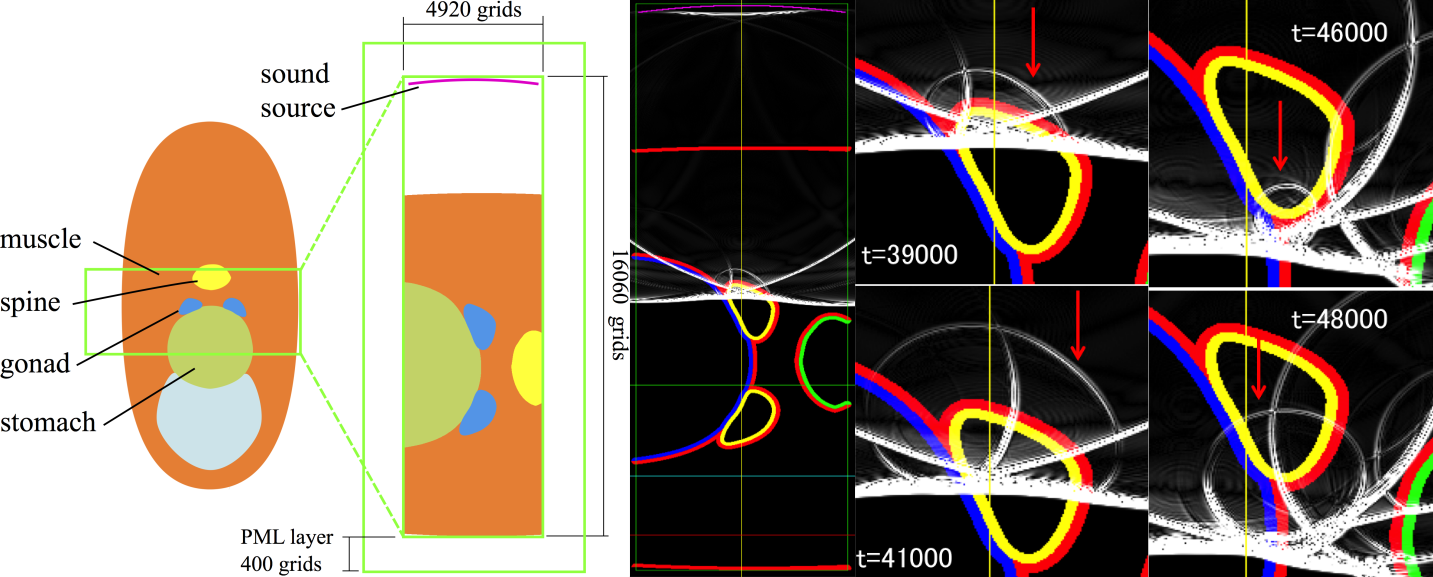 4920 grids
sound
source
muscle
spine
gonad
stomach
16060 grids
PML layer
400 grids
t=39000
t=46000
t=41000
t=48000